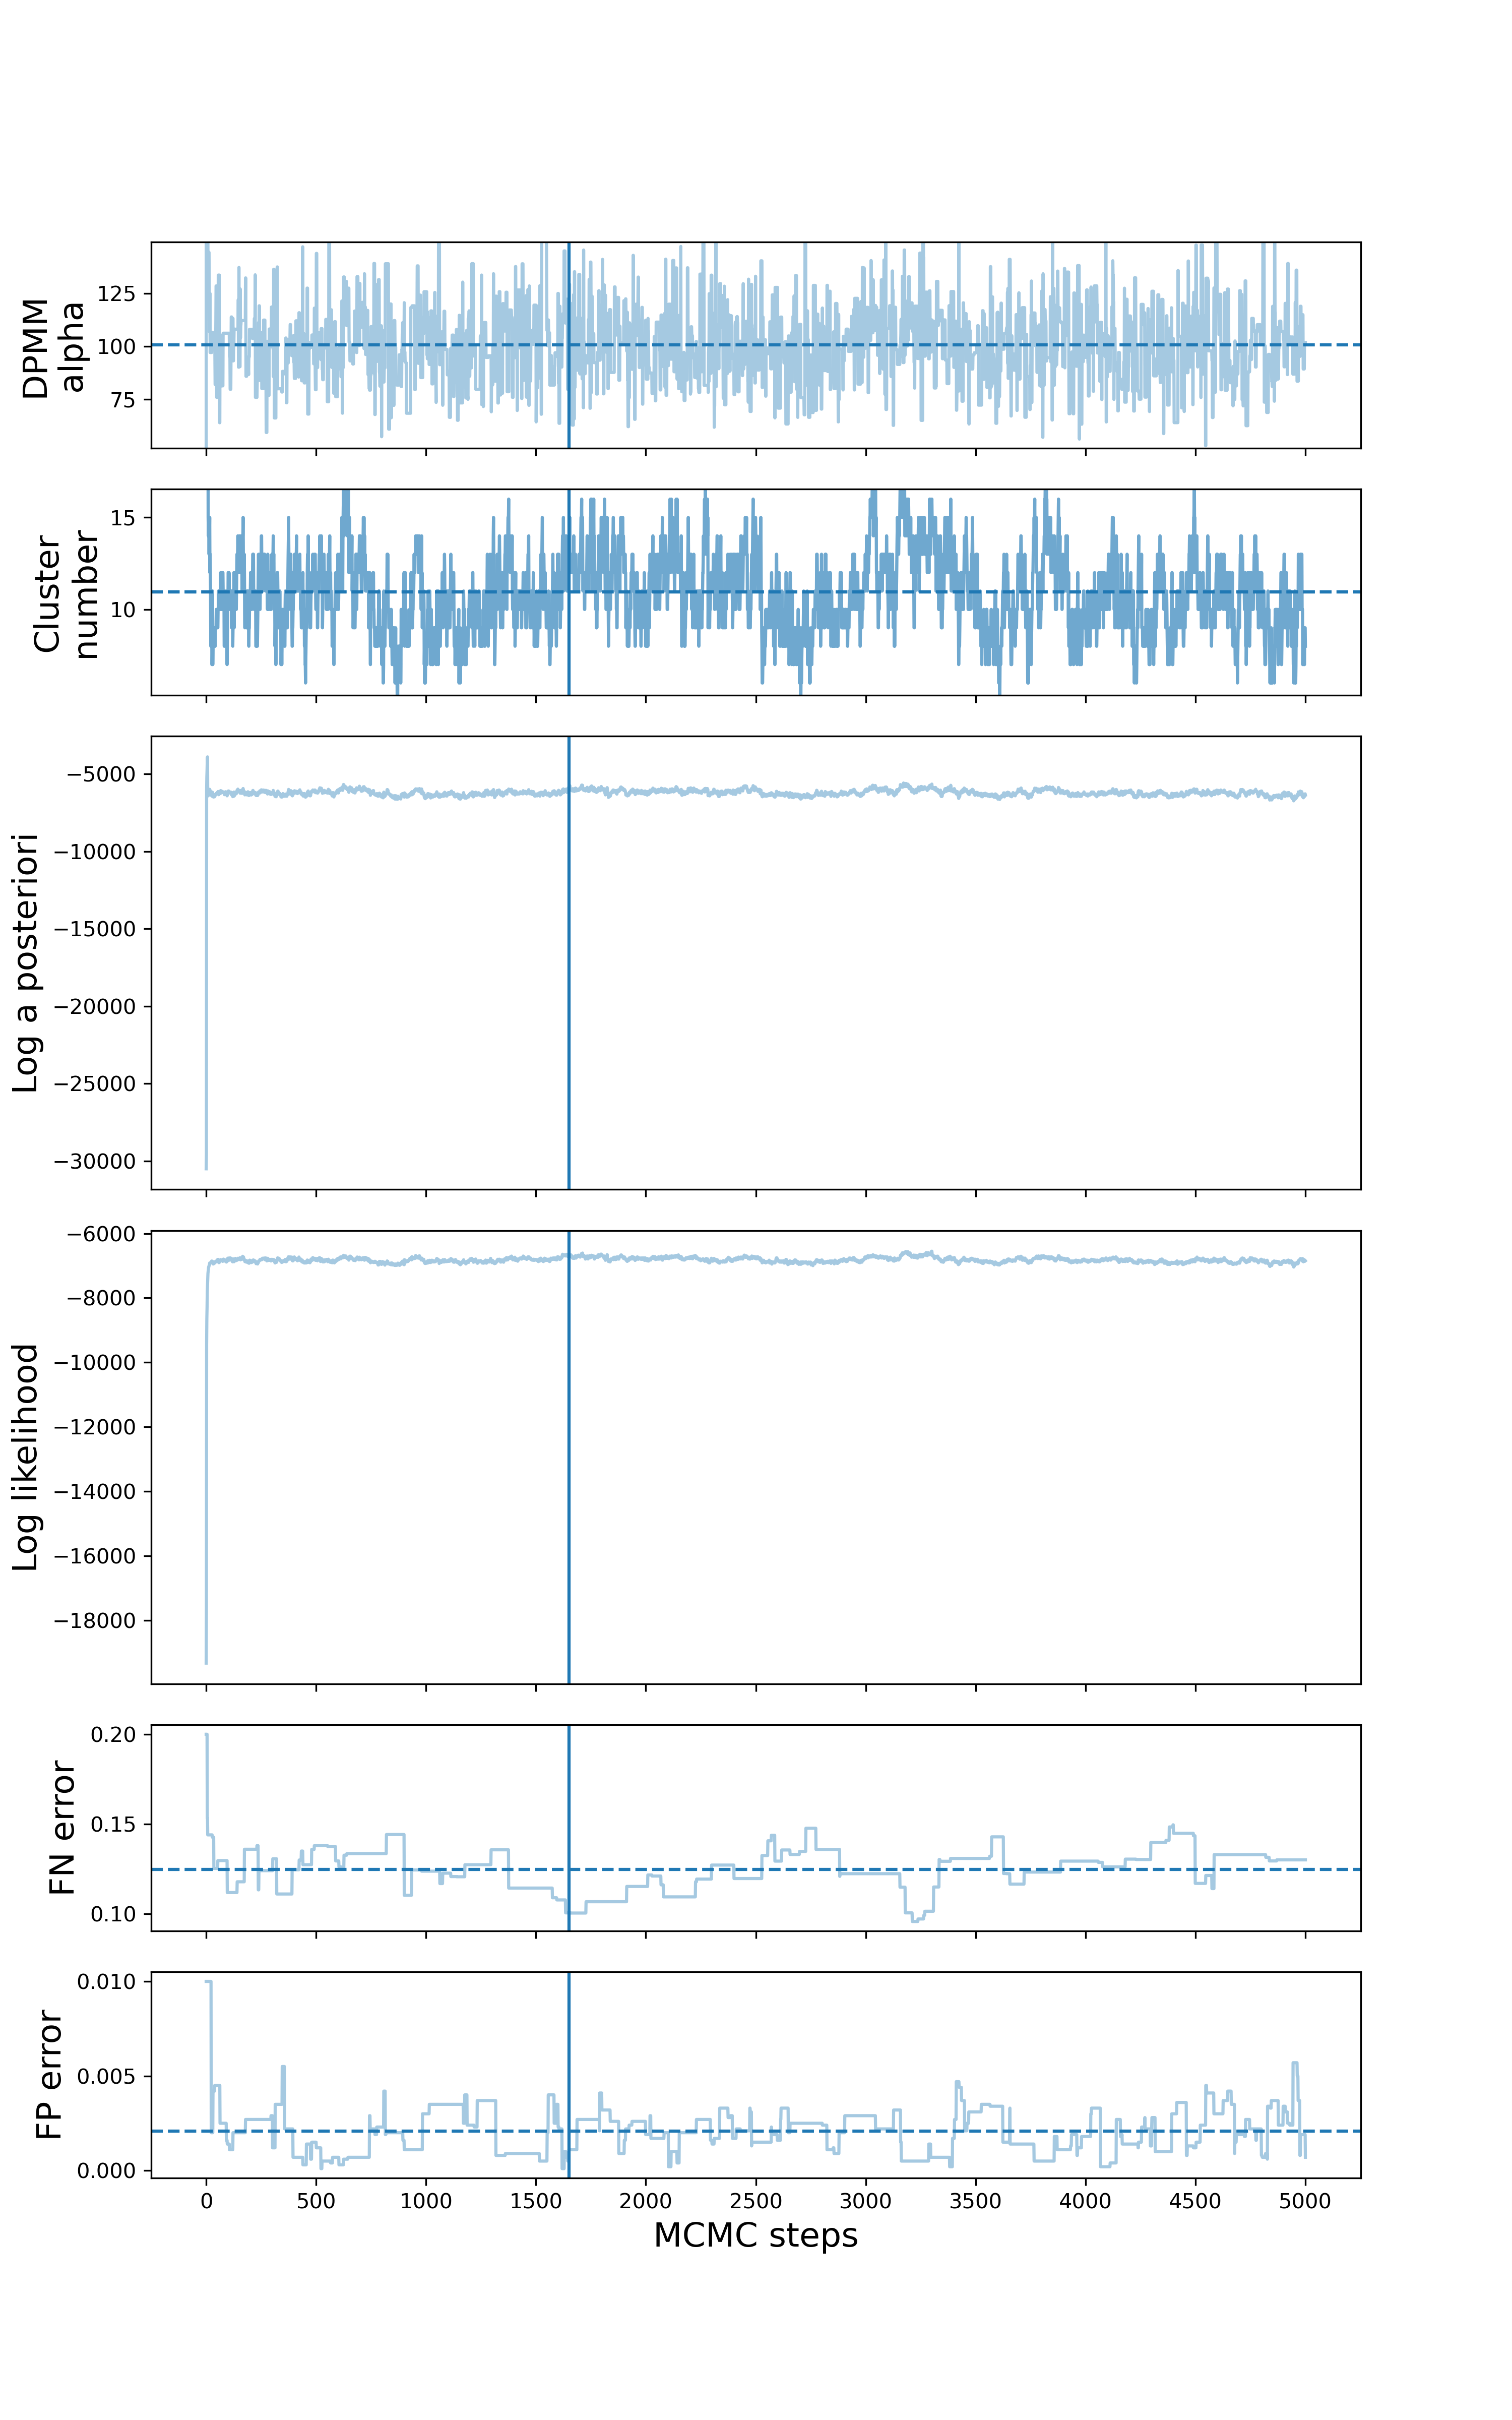 DPMM
alpha
125
100
75
Cluster
number
15
10
Log a posteriori
−5000
−10000
−15000
−20000
−25000
−30000
Log likelihood
−6000
−8000
−10000
−12000
−14000
−16000
−18000
FN error
0.20
0.15
0.10
FP error
0.010
0.005
0.000
0 500 1000 1500 2000 2500 3000 3500 4000 4500 5000
MCMC steps